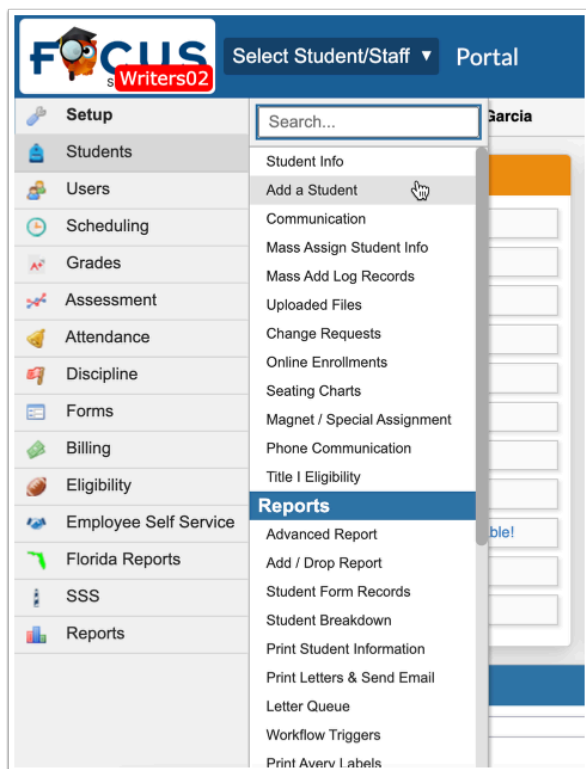 FOCUS
S
Writers02
Select Student/Staff ▼
Portal
Setup
Students
Users
Scheduling
Grades
Assessment
Attendance
Discipline
Forms
Billing
Eligibility
Employee Self Service
Florida Reports
SSS
Reports
Search...
Student Info
Add a Student
Communication
Mass Assign Student Info
Mass Add Log Records
Uploaded Files
Change Requests
Online Enrollments
Seating Charts
Magnet / Special Assignment
Phone Communication
Title I Eligibility
Reports
Advanced Report
Add / Drop Report
Student Form Records
Student Breakdown
Print Student Information
Print Letters & Send Email
Letter Queue
Workflow Triggers
Print Avery Labels
Garcia
ble!